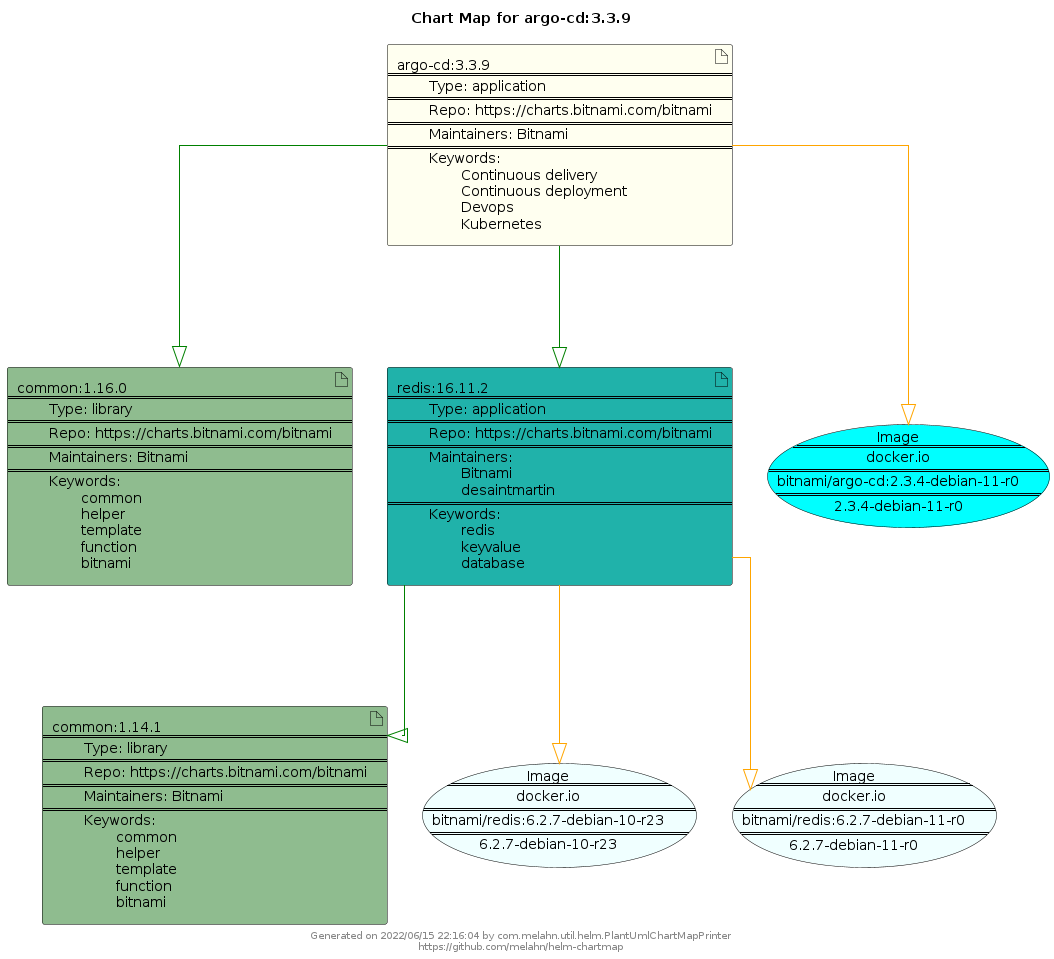 Chart Map for argo-cd:3.3.9
argo-cd:3.3.9
Type: application
Repo: https://charts.bitnami.com/bitnami
Maintainers: Bitnami
Keywords:
Continuous delivery
Continuous deployment
Devops
Kubernetes
common:1.16.0
Type: library
Repo: https://charts.bitnami.com/bitnami
Maintainers: Bitnami
Keywords:
common
helper
template
function
bitnami
redis:16.11.2
Type: application
Repo: https://charts.bitnami.com/bitnami
Maintainers:
Bitnami
desaintmartin
Keywords:
redis
keyvalue
database
Image
docker.io
bitnami/argo-cd:2.3.4-debian-11-r0
2.3.4-debian-11-r0
common:1.14.1
Type: library
Repo: https://charts.bitnami.com/bitnami
Maintainers: Bitnami
Keywords:
common
helper
template
function
bitnami
Image
docker.io
bitnami/redis:6.2.7-debian-10-r23
6.2.7-debian-10-r23
Image
docker.io
bitnami/redis:6.2.7-debian-11-r0
6.2.7-debian-11-r0
Generated on 2022/06/15 22:16:04 by com.melahn.util.helm.PlantUmlChartMapPrinter
https://github.com/melahn/helm-chartmap